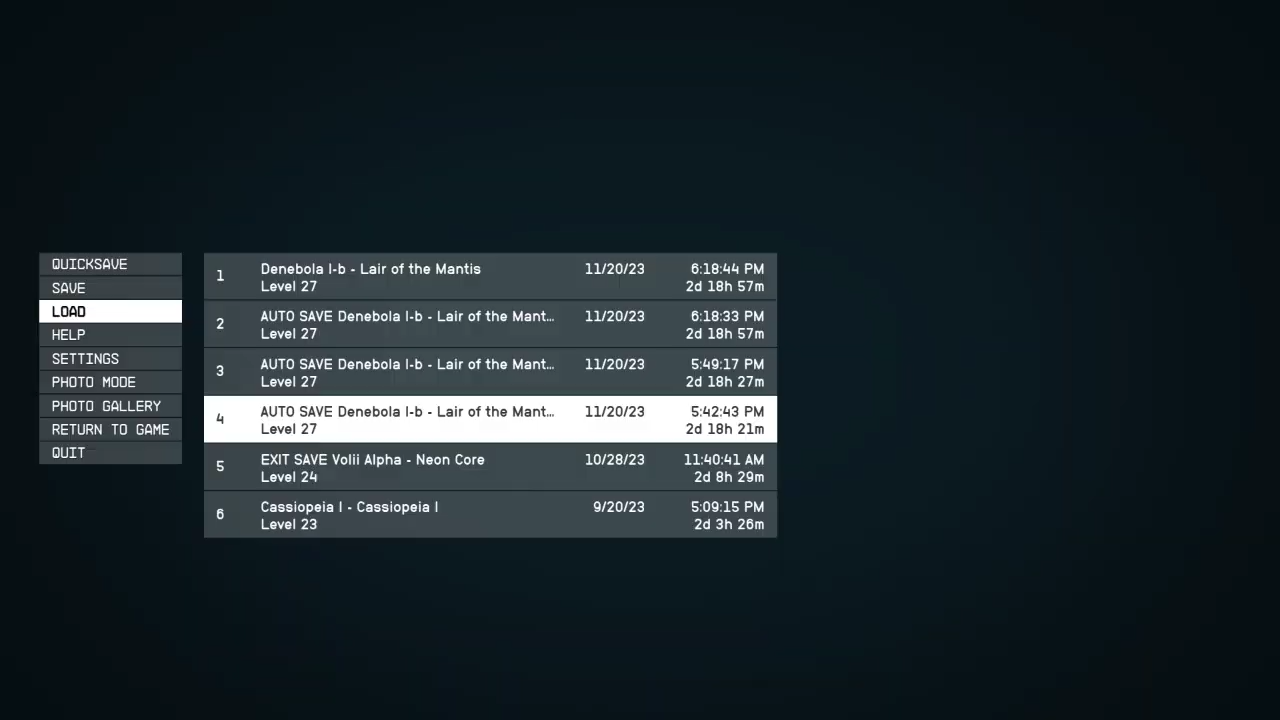 QUICKSAVE
SAVE
LOAD
HELP
SETTINGS
PHOTO MODE
PHOTO GALLERY
RETURN TO GAME
QUIT
1 Denebola I-b - Lair of the Mantis 11/20/23 6:18:44 PM
Level 27 2d 18h 57m
2 AUTO SAVE Denebola I-b - Lair of the Mant... 11/20/23 6:18:33 PM
Level 27 2d 18h 57m
3 AUTO SAVE Denebola I-b - Lair of the Mant... 11/20/23 5:49:17 PM
Level 27 2d 18h 27m
4 AUTO SAVE Denebola I-b - Lair of the Mant... 11/20/23 5:42:43 PM
Level 27 2d 18h 21m
5 EXIT SAVE Volii Alpha - Neon Core 10/28/23 11:40:41 AM
Level 24 2d 8h 29m
6 Cassiopeia I - Cassiopeia I 9/20/23 5:09:15 PM
Level 23 2d 3h 26m